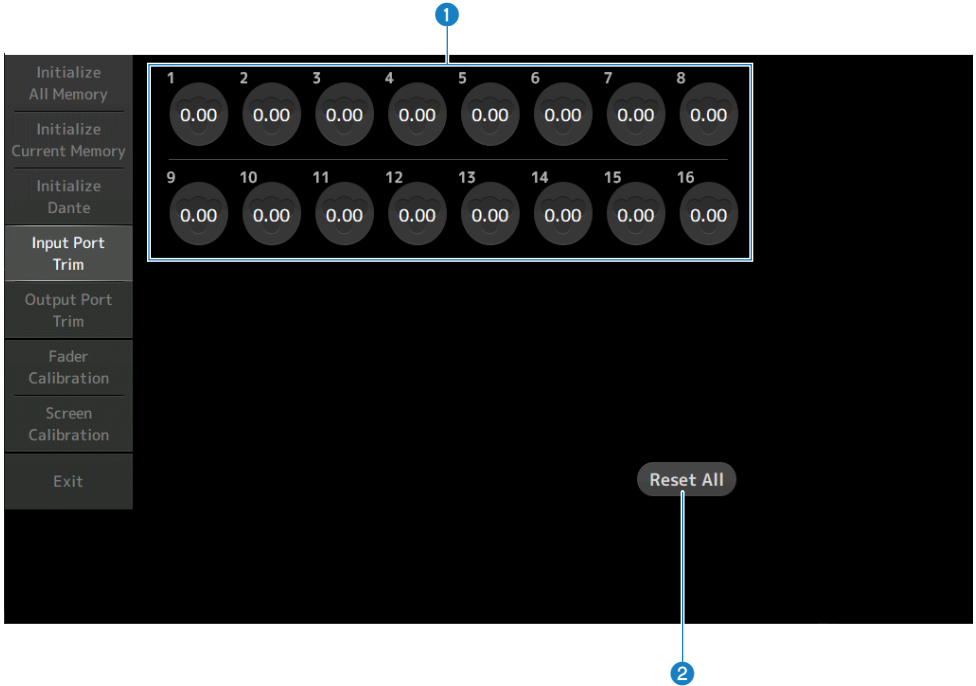 1
Initialize
All Memory
Initialize
Current Memory
Initialize
Dante
Input Port
Trim
Output Port
Trim
Fader
Calibration
Screen
Calibration
Exit
1 2 3 4 5 6 7 8
0.00 0.00 0.00 0.00 0.00 0.00 0.00 0.00
9 10 11 12 13 14 15 16
0.00 0.00 0.00 0.00 0.00 0.00 0.00 0.00
Reset All
2